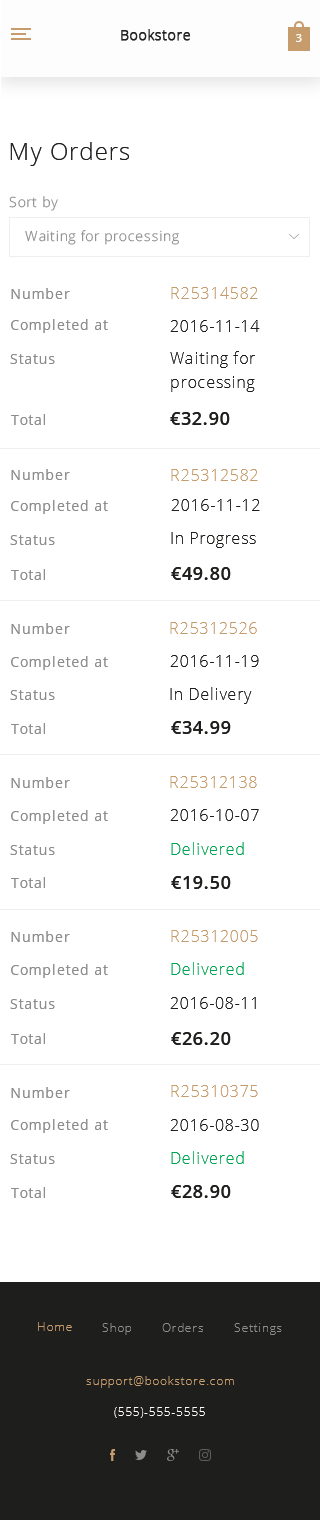 Bookstore
3
My Orders
Sort by
Waiting for processing
Number R25314582
Completed at 2016-11-14
Status Waiting for
processing
Total €32.90
Number R25312582
Completed at 2016-11-12
Status In Progress
Total €49.80
Number R25312526
Completed at 2016-11-19
Status In Delivery
Total €34.99
Number R25312138
Completed at 2016-10-07
Status Delivered
Total €19.50
Number R25312005
Completed at Delivered
Status 2016-08-11
Total €26.20
Number R25310375
Completed at 2016-08-30
Status Delivered
Total €28.90
Home Shop Orders Settings
support@bookstore.com
(555)-555-5555